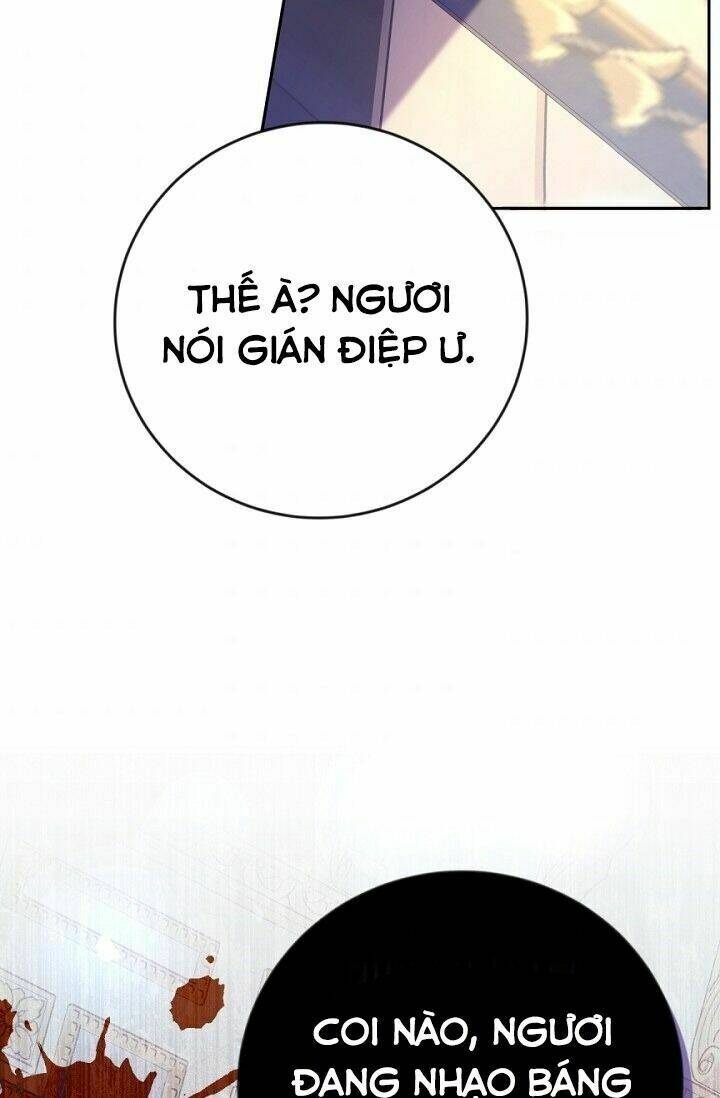 THẾ À? NGƯƠI
NÓI GIÁN ĐIỆP Ư.
COI NÀO, NGƯƠI
ĐANG NHẠO BÁNG